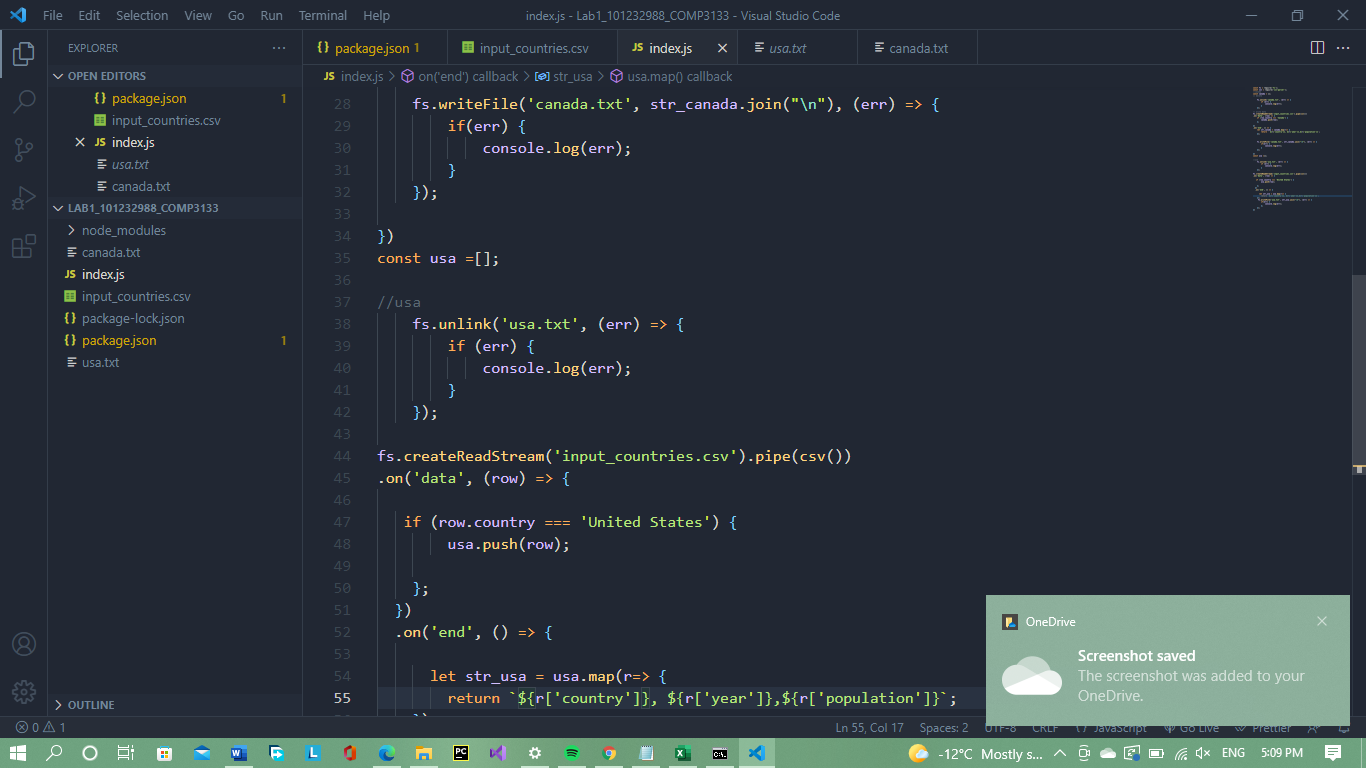 File Edit Selection View Go Run Terminal Help index.js - Lab1_101232988_COMP3133 - Visual Studio Code
EXPLORER
OPEN EDITORS
package.json 1
input_countries.csv
JS index.js
usa.txt
canada.txt
LAB1_101232988_COMP3133
node_modules
canada.txt
JS index.js
input_countries.csv
package-lock.json
package.json 1
usa.txt
OUTLINE
package.json 1 input_countries.csv JS index.js usa.txt canada.txt
JS index.js > on('end') callback > str_usa > usa.map() callback
28 fs.writeFile('canada.txt', str_canada.join("\n"), (err) => {
29 if(err) {
30 console.log(err);
31 }
32 });
33
34 })
35 const usa =[];
36
37 //usa
38 fs.unlink('usa.txt', (err) => {
39 if (err) {
40 console.log(err);
41 }
42 });
43
44 fs.createReadStream('input_countries.csv').pipe(csv())
45 .on('data', (row) => {
46
47 if (row.country === 'United States') {
48 usa.push(row);
49
50 };
51 })
52 .on('end', () => {
53
54 let str_usa = usa.map(r=> {
55 return `${r['country']}, ${r['year']},${r['population']}`;
OneDrive
Screenshot saved
The screenshot was added to your
OneDrive.
0 1 Ln 55, Col 17 Spaces: 2 UTF-8 CRLF JavaScript Go Live Prettier
-12°C Mostly s... ENG 5:09 PM